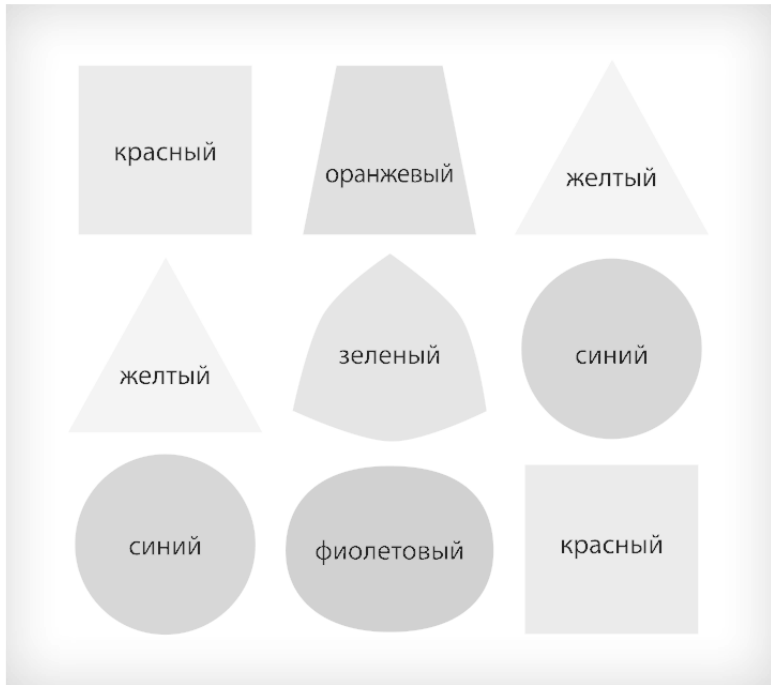 красный
оранжевый
желтый
желтый
зеленый
синий
синий
фиолетовый
красный